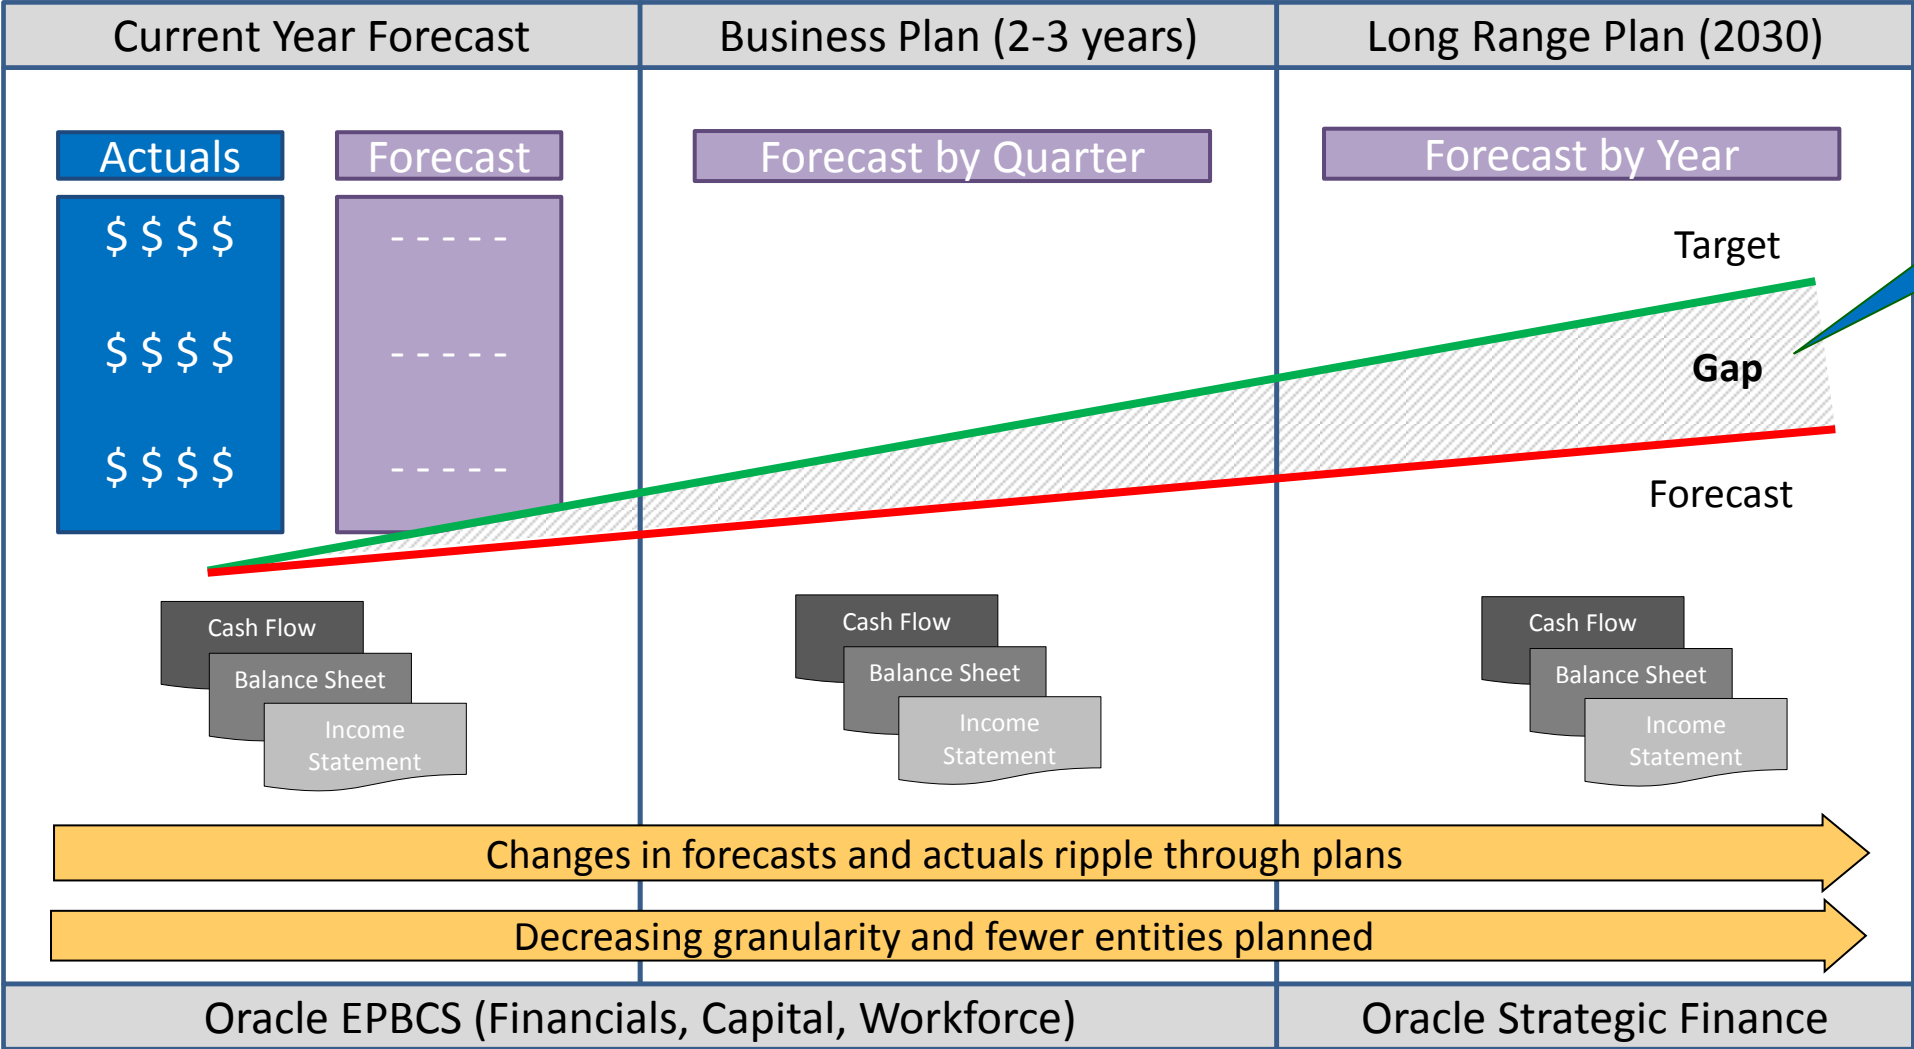 Current Year Forecast
Business Plan (2-3 years)
Long Range Plan (2030)
Actuals
Forecast
Forecast by Quarter
Forecast by Year
$ $ $ $
- - - - -
$ $ $ $
- - - - -
$ $ $ $
- - - - -
Target
Gap
Forecast
Cash Flow
Balance Sheet
Income
Statement
Cash Flow
Balance Sheet
Income
Statement
Cash Flow
Balance Sheet
Income
Statement
Changes in forecasts and actuals ripple through plans
Decreasing granularity and fewer entities planned
Oracle EPBCS (Financials, Capital, Workforce)
Oracle Strategic Finance